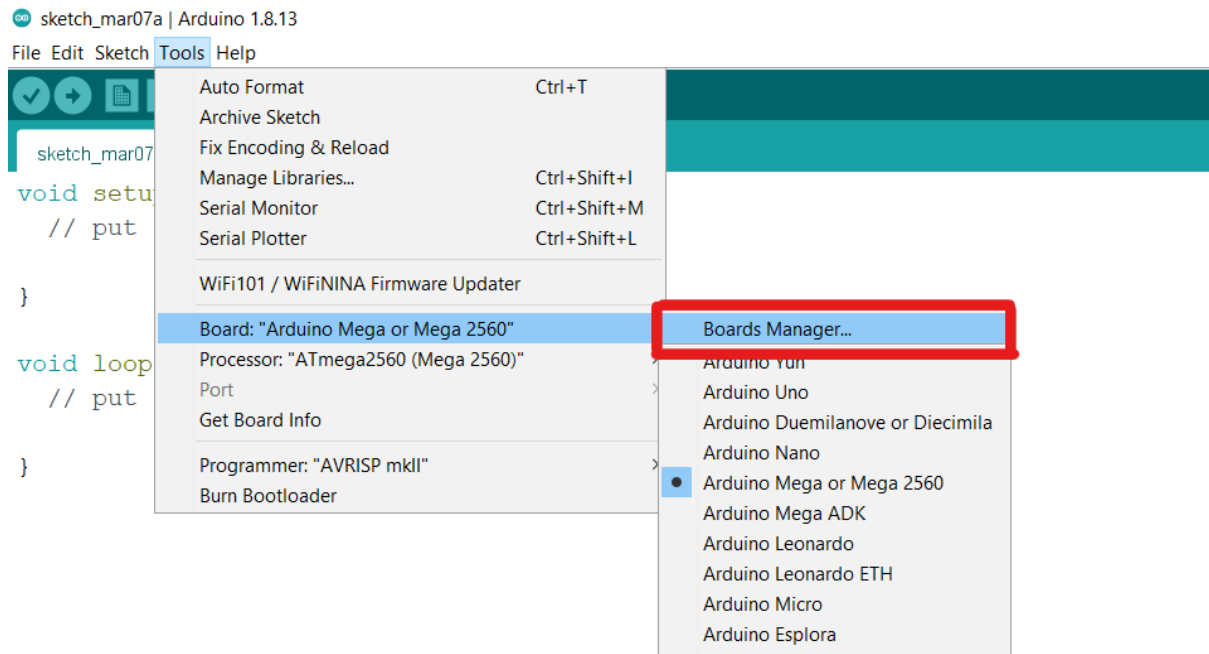 sketch_mar07a | Arduino 1.8.13
File Edit Sketch Tools Help
sketch_mar07
void setu
// put
}
void loop
// put
}
Auto Format Ctrl+T
Archive Sketch
Fix Encoding & Reload
Manage Libraries... Ctrl+Shift+I
Serial Monitor Ctrl+Shift+M
Serial Plotter Ctrl+Shift+L
WiFi101 / WiFiNINA Firmware Updater
Board: "Arduino Mega or Mega 2560"
Processor: "ATmega2560 (Mega 2560)"
Port
Get Board Info
Programmer: "AVRISP mkII"
Burn Bootloader
Boards Manager...
Arduino Yún
Arduino Uno
Arduino Duemilanove or Diecimila
Arduino Nano
Arduino Mega or Mega 2560
Arduino Mega ADK
Arduino Leonardo
Arduino Leonardo ETH
Arduino Micro
Arduino Esplora